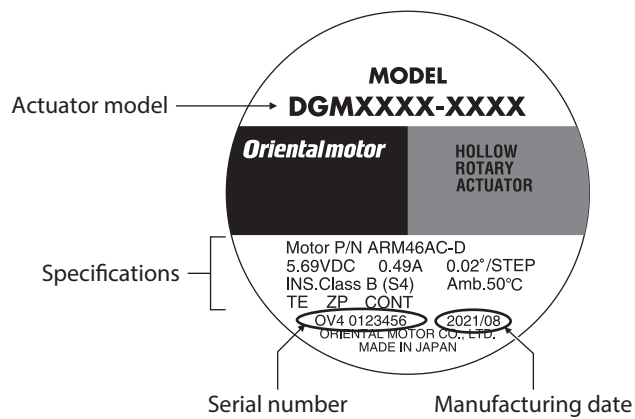 MODEL
Actuator model
DGMXXXX-XXXX
Orientalmotor
HOLLOW
ROTARY
ACTUATOR
Specifications
Motor P/N ARM46AC-D
5.69VDC 0.49A 0.02°/STEP
INS.Class B (S4) Amb.50°C
TE ZP CONT
OV4 0123456 2021/08
ORIENTAL MOTOR CO., LTD.
MADE IN JAPAN
Serial number
Manufacturing date